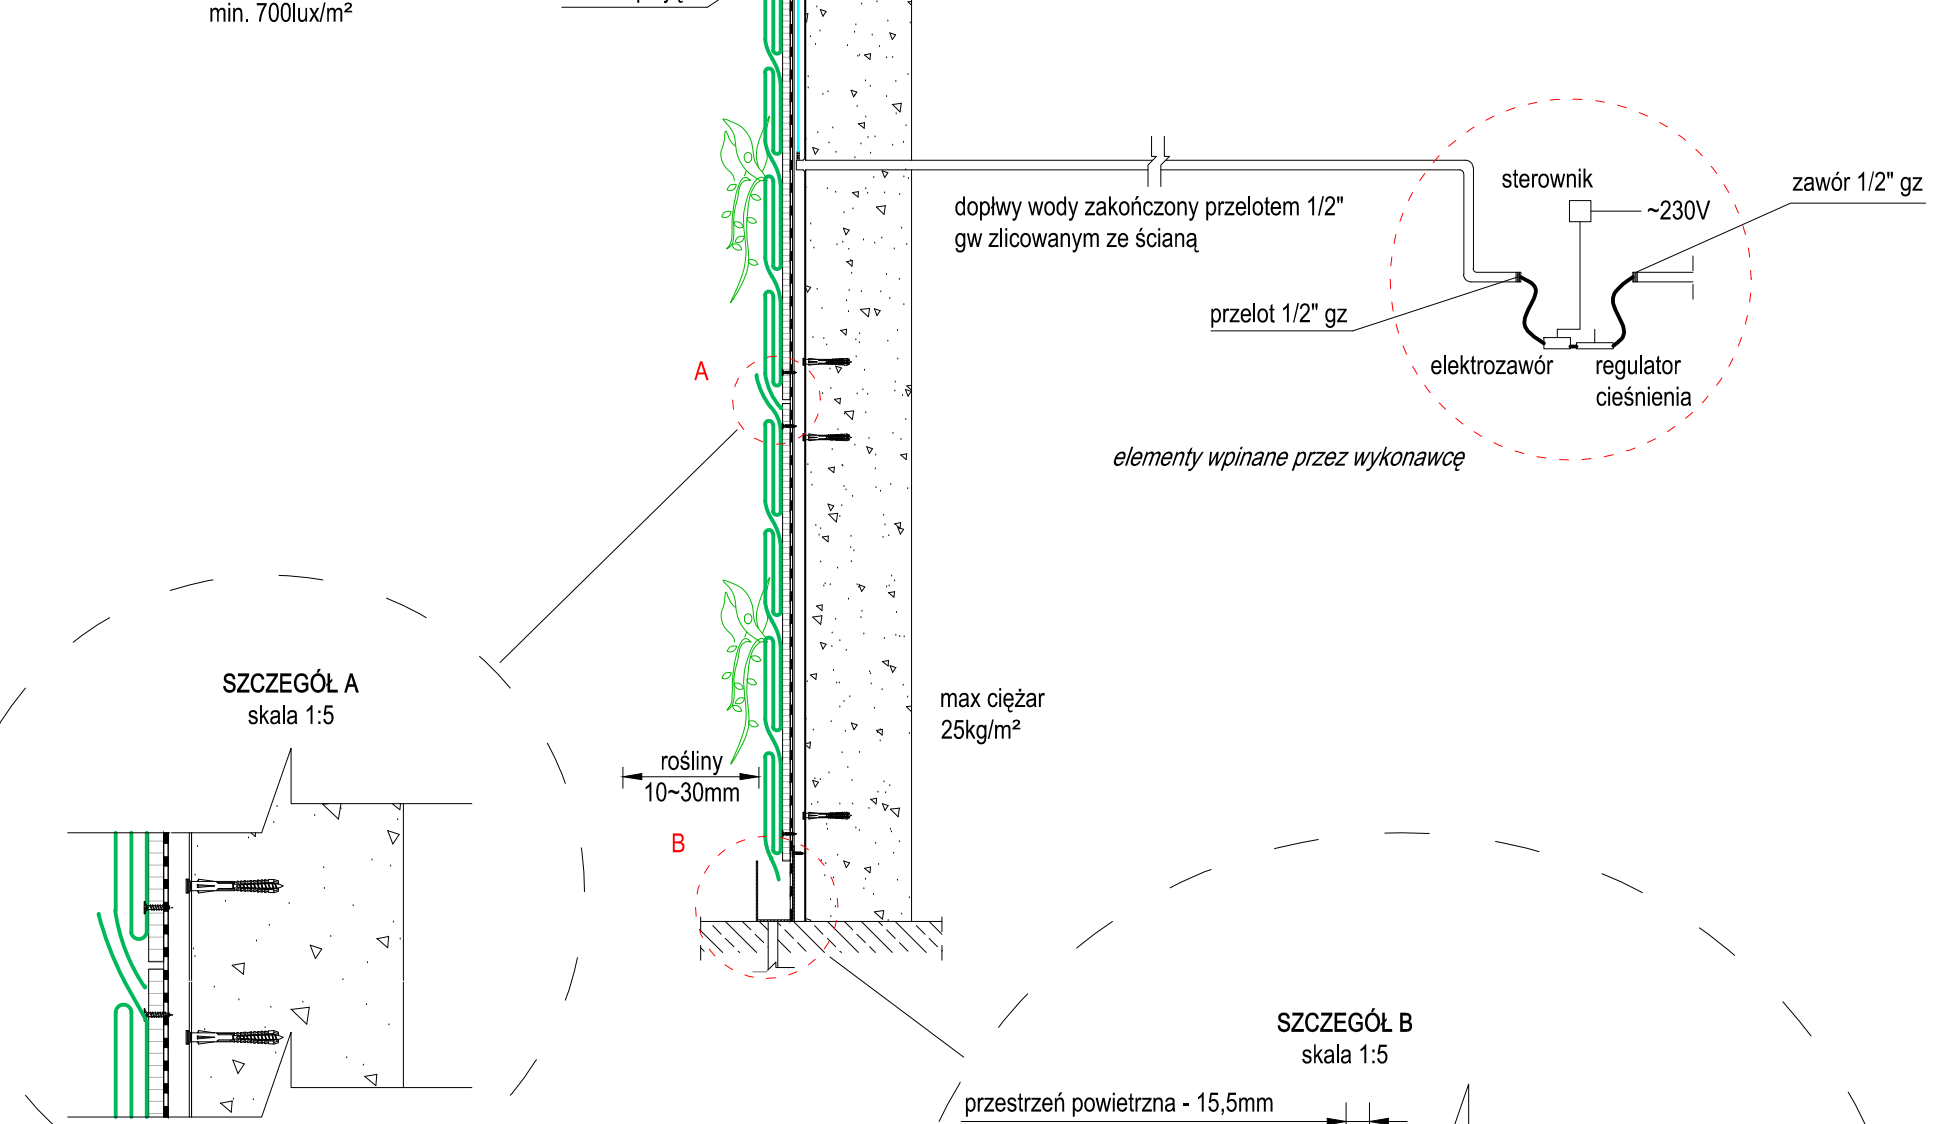 min. 700lux/m²
sterownik
zawór 1/2" gz
~230V
dopłwy wody zakończony przelotem 1/2"
gw zlicowanym ze ścianą
przelot 1/2" gz
elektrozawór
regulator
cieśnienia
A
elementy wpinane przez wykonawcę
SZCZEGÓŁ A
skala 1:5
max ciężar
25kg/m²
rośliny
10~30mm
B
SZCZEGÓŁ B
skala 1:5
przestrzeń powietrzna - 15,5mm